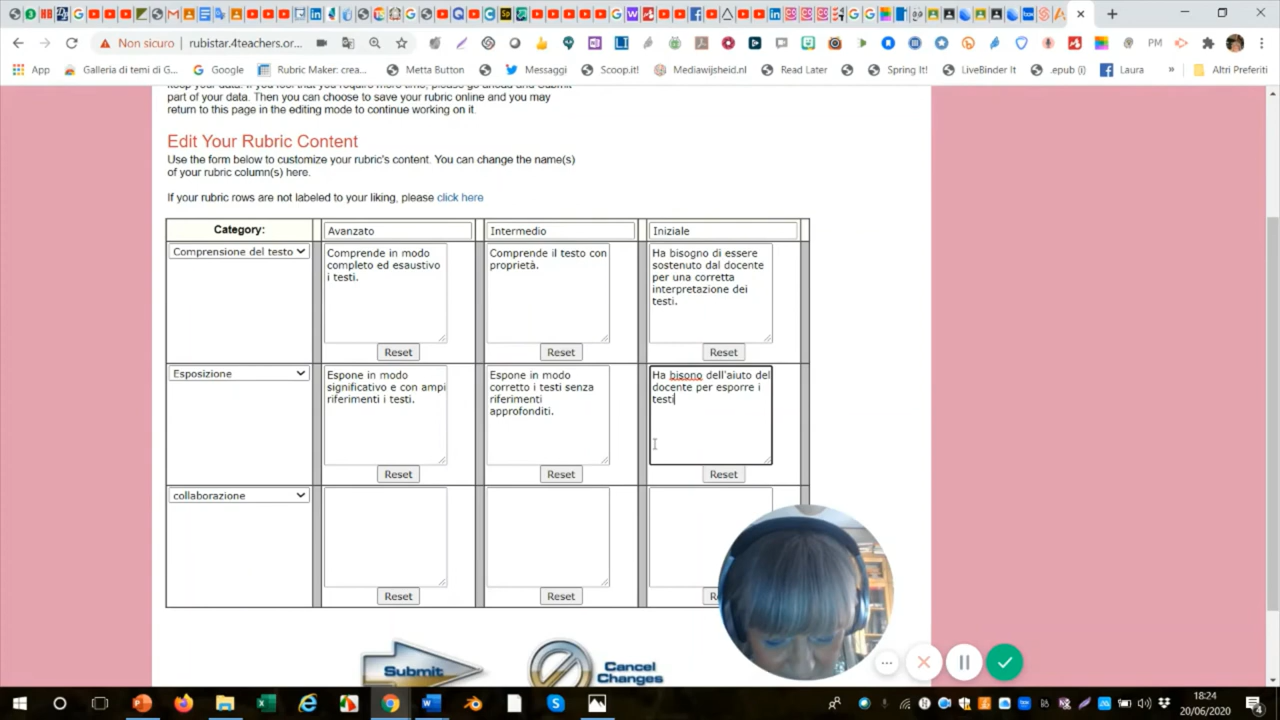 Non sicuro
rubistar.4teachers.or...
PM
App
Galleria di temi di G...
Google
Rubric Maker: crea...
Metta Button
Messaggi
Scoop.it!
Mediawijsheid.nl
Read Later
Spring It!
LiveBinder It
.epub (i)
Laura
»
Altri Preferiti
part of your data. Then you can choose to save your rubric online and you may
return to this page in the editing mode to continue working on it.
Edit Your Rubric Content
Use the form below to customize your rubric's content. You can change the name(s)
of your rubric column(s) here.
If your rubric rows are not labeled to your liking, please click here
Category:
Avanzato
Intermedio
Iniziale
Comprensione del testo
Comprende in modo
completo ed esaustivo
i testi.
Reset
Comprende il testo con
proprietà.
Reset
Ha bisogno di essere
sostenuto dal docente
per una corretta
interpretazione dei
testi.
Reset
Esposizione
Espone in modo
significativo e con ampi
riferimenti i testi.
Reset
Espone in modo
corretto i testi senza
riferimenti
approfonditi.
Reset
Ha bisono dell'aiuto del
docente per esporre i
testi
Reset
collaborazione
Reset
Reset
Submit
Cancel
Changes
18:24
20/06/2020
4